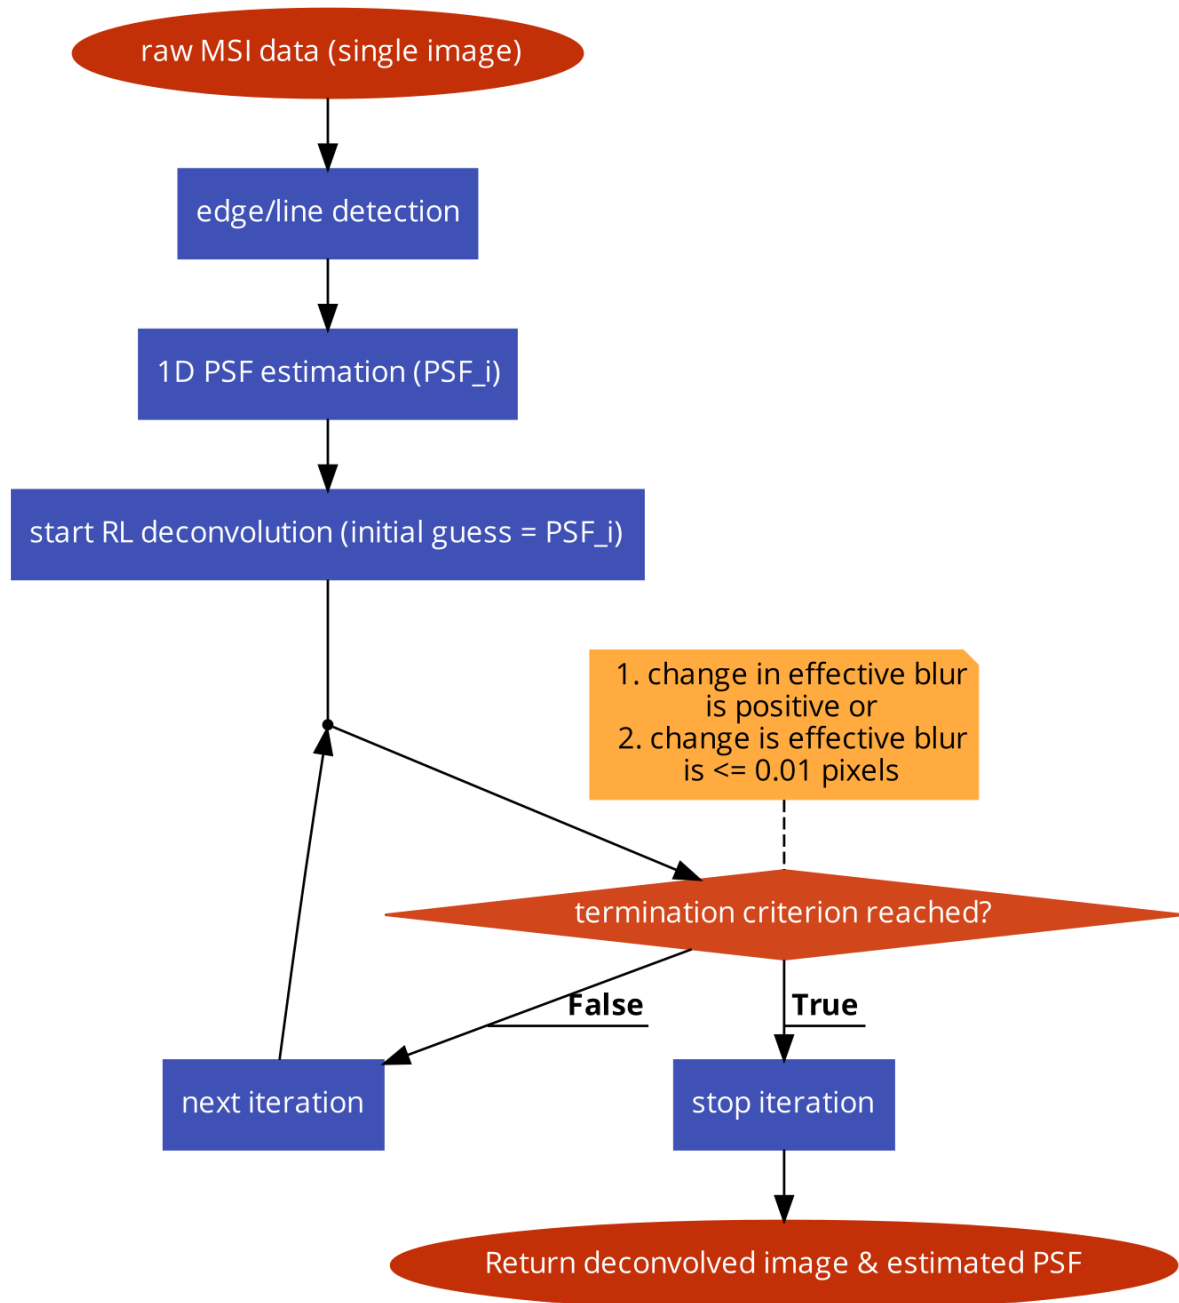 raw MSI data (single image)
edge/line detection
1D PSF estimation (PSF_i)
start RL deconvolution (initial guess = PSF_i)
1. change in effective blur
is positive or
2. change is effective blur
is <= 0.01 pixels
termination criterion reached?
False
True
next iteration
stop iteration
Return deconvolved image & estimated PSF